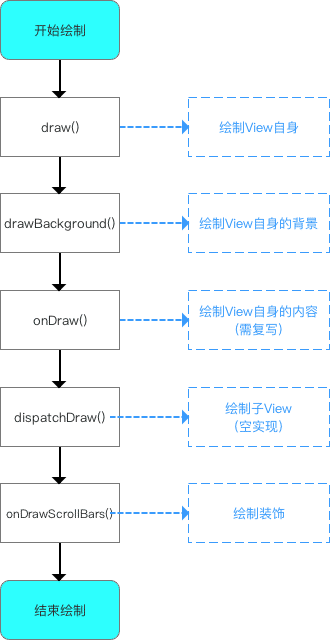 开始绘制
draw()
绘制View自身
drawBackground()
绘制View自身的背景
onDraw()
绘制View自身的内容
(需复写)
dispatchDraw()
绘制子View
(空实现)
onDrawScrollBars()
绘制装饰
结束绘制